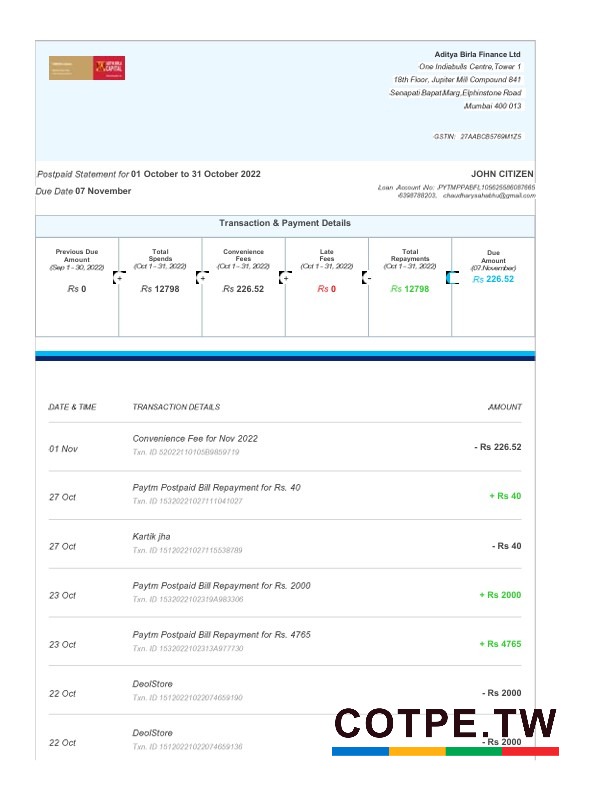 ADITYA BIRLA
CAPITAL
Aditya Birla Finance Ltd
One Indiabulls Centre,Tower 1
18th Floor, Jupiter Mill Compound 841
Senapati Bapat Marg,Elphinstone Road
Mumbai 400 013
GSTIN: 27AABCB5769M1Z5
Postpaid Statement for 01 October to 31 October 2022
JOHN CITIZEN
Due Date 07 November
Loan Account No: PYTMPPABFL105625586087665
6398788203, chaudharysahabhu@gmail.com
Transaction & Payment Details
Previous Due Amount (Sep 1 - 30, 2022) Rs 0
+
Total Spends (Oct 1 - 31, 2022) Rs 12798
+
Convenience Fees (Oct 1 - 31, 2022) Rs 226.52
+
Late Fees (Oct 1 - 31, 2022) Rs 0
-
Total Repayments (Oct 1 - 31, 2022) Rs 12798
Due Amount (07.November) Rs 226.52
DATE & TIME TRANSACTION DETAILS AMOUNT
01 Nov Convenience Fee for Nov 2022 - Rs 226.52
Txn. ID 52022110105B9859719
27 Oct Paytm Postpaid Bill Repayment for Rs. 40 + Rs 40
Txn. ID 15320221027111041027
27 Oct Kartik jha - Rs 40
Txn. ID 15120221027115538789
23 Oct Paytm Postpaid Bill Repayment for Rs. 2000 + Rs 2000
Txn. ID 1532022102319A983306
23 Oct Paytm Postpaid Bill Repayment for Rs. 4765 + Rs 4765
Txn. ID 1532022102313A977730
22 Oct DeolStore - Rs 2000
Txn. ID 15120221022074659190
22 Oct DeolStore - Rs 2000
Txn. ID 15120221022074659136
COTPE.TW